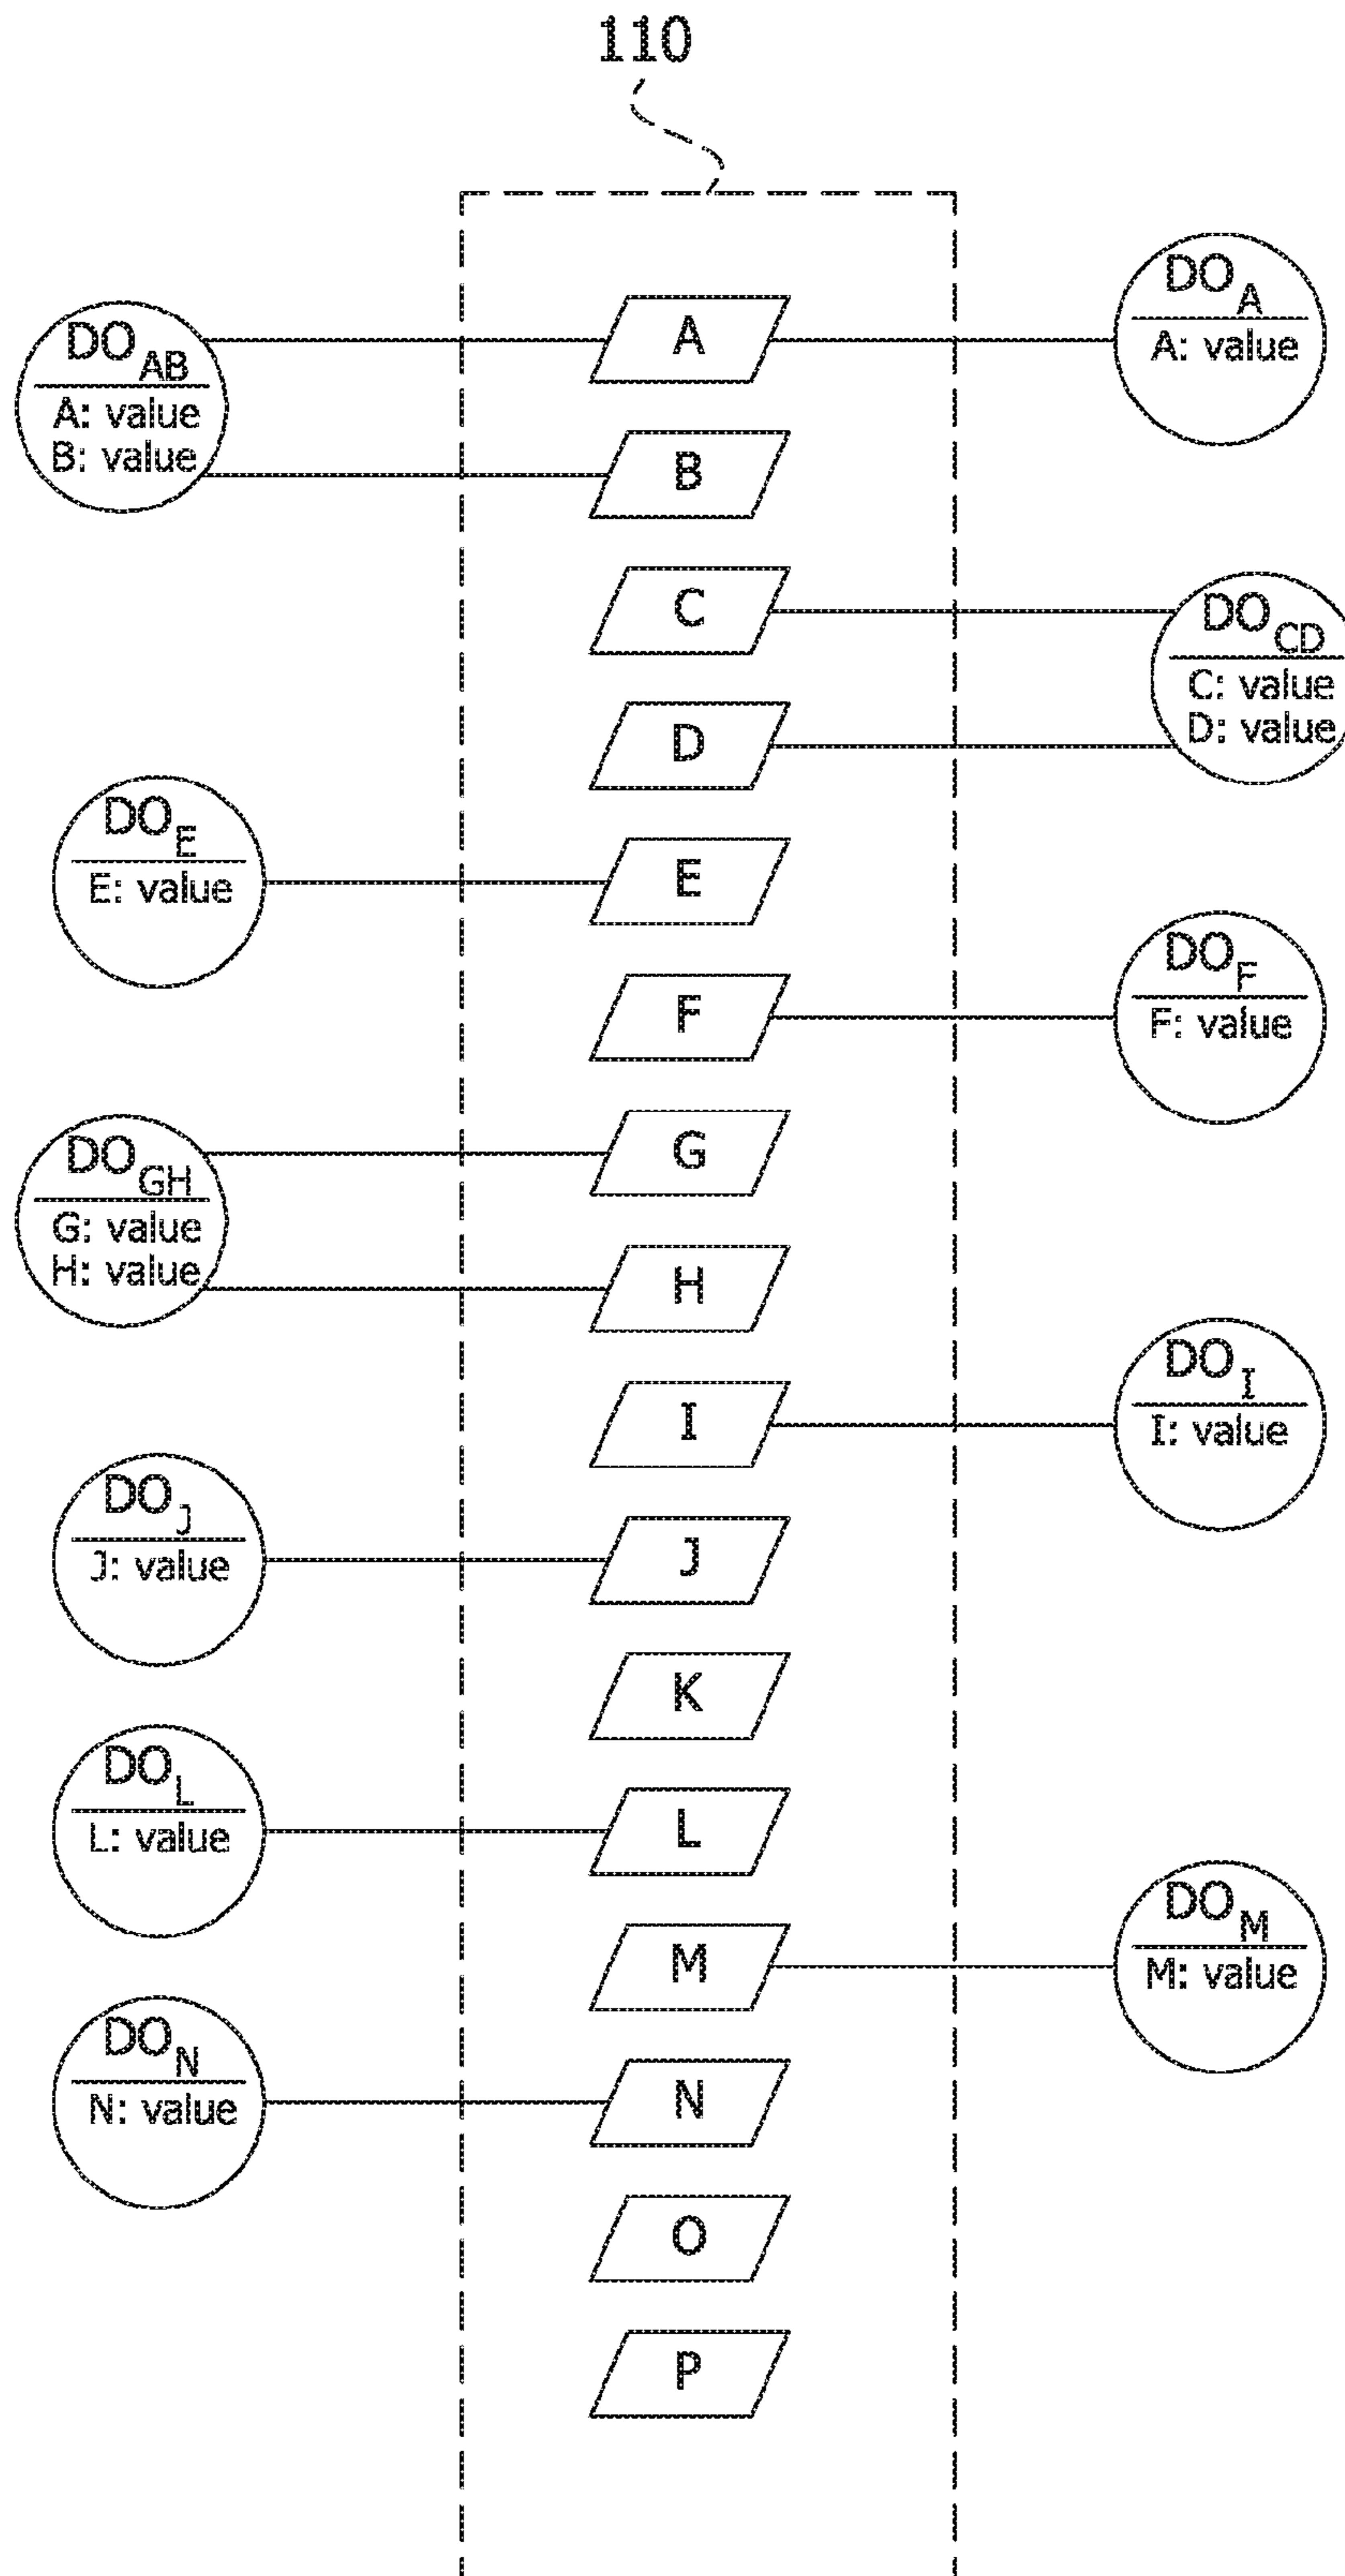 110
DO_A
A: value
DO_AB
A: value
B: value
A
B
C
DO_CD
C: value
D: value
D
DO_E
E: value
E
DO_F
F: value
F
DO_GH
G: value
H: value
G
H
DO_I
I: value
I
DO_J
J: value
J
K
DO_L
L: value
L
DO_M
M: value
M
DO_N
N: value
N
O
P